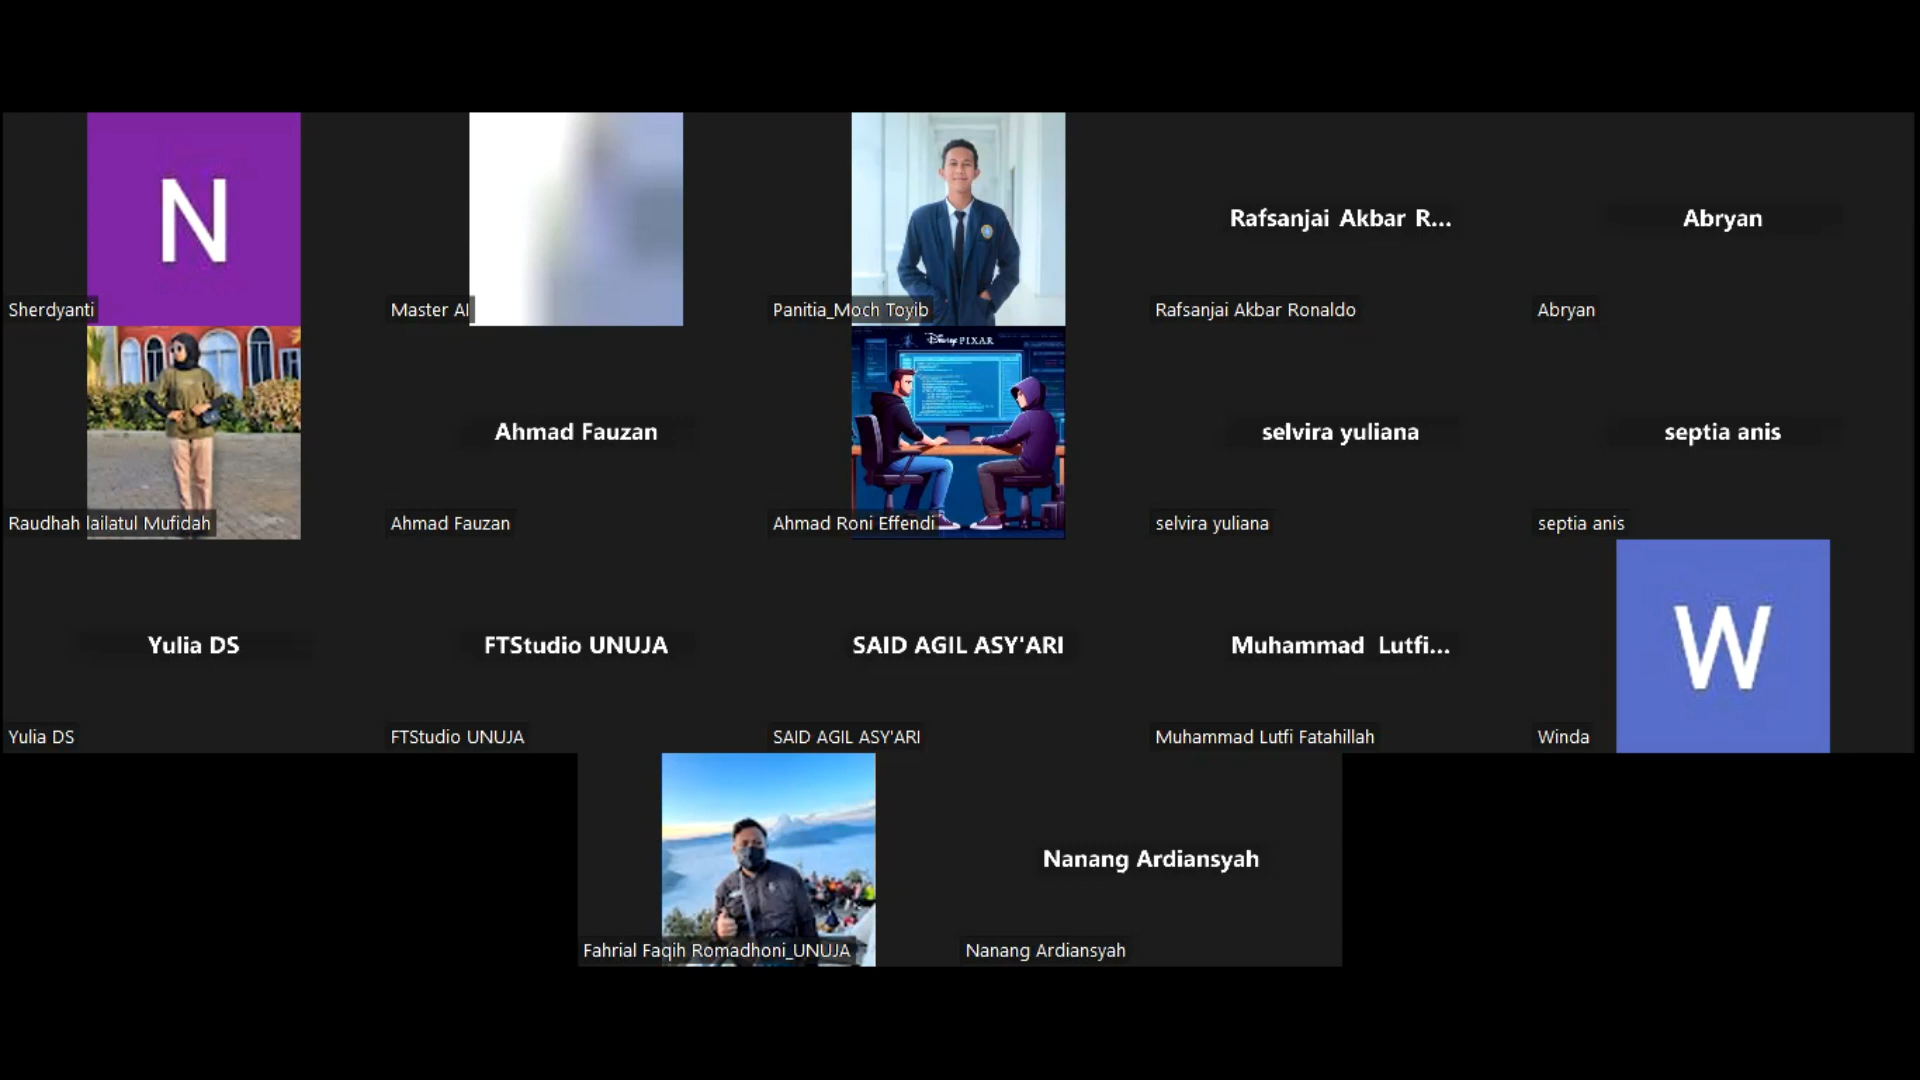 N
Sherdyanti
Master AI
Panitia_Moch Toyib
Rafsanjai Akbar R...
Rafsanjai Akbar Ronaldo
Abryan
Abryan
Raudhah lailatul Mufidah
Ahmad Fauzan
Ahmad Fauzan
Disney PIXAR
Ahmad Roni Effendi
selvira yuliana
selvira yuliana
septia anis
septia anis
Yulia DS
Yulia DS
FTStudio UNUJA
FTStudio UNUJA
SAID AGIL ASY'ARI
SAID AGIL ASY'ARI
Muhammad Lutfi...
Muhammad Lutfi Fatahillah
W
Winda
Fahrial Faqih Romadhoni_UNUJA
Nanang Ardiansyah
Nanang Ardiansyah